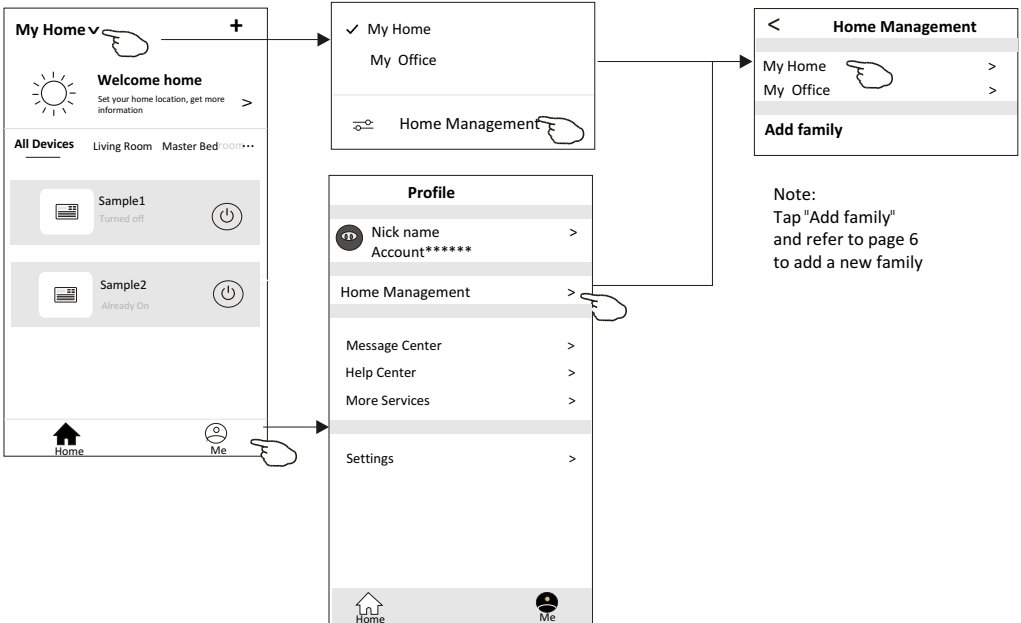 My Home
+
Welcome home
Set your home location, get more
information
>
All Devices Living Room Master Bedroom ...
Sample1
Turned off
Sample2
Already On
Home
Me
✓ My Home
My Office
Home Management
Profile
Nick name >
Account******
Home Management >
Message Center >
Help Center >
More Services >
Settings >
Home
Me
< Home Management
My Home >
My Office >
Add family
Note:
Tap "Add family"
and refer to page 6
to add a new family